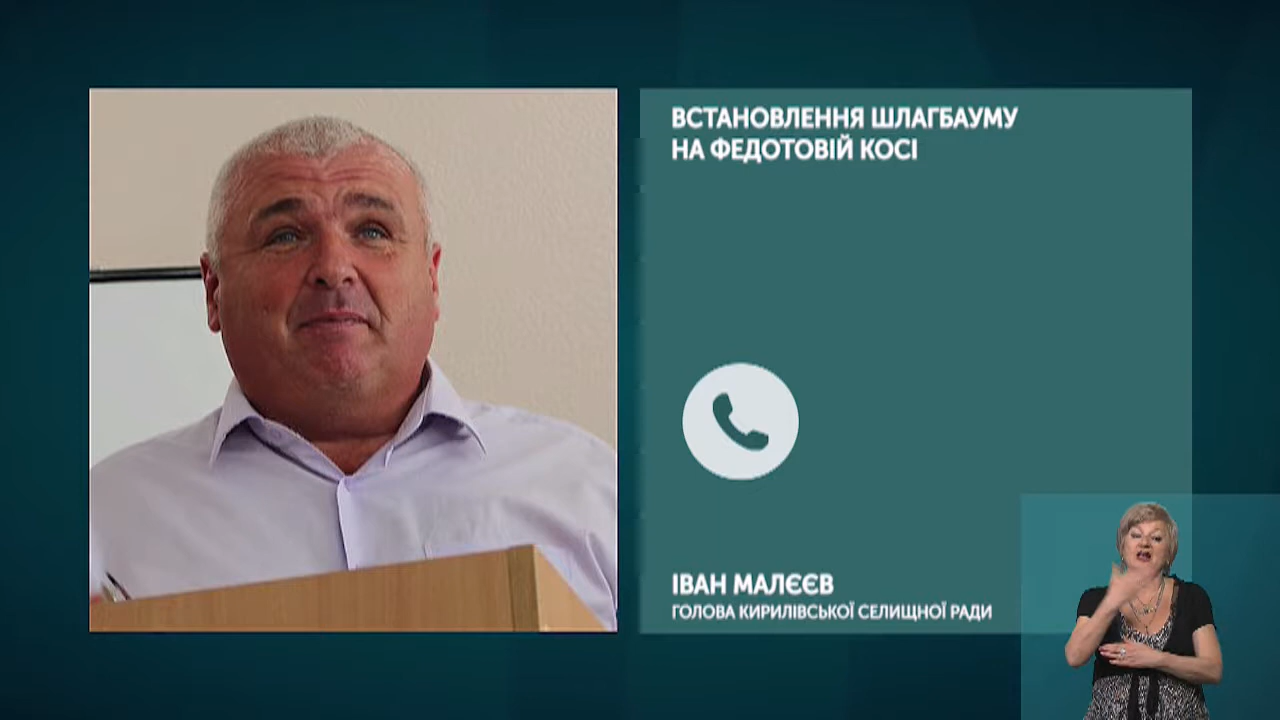 ВСТАНОВЛЕННЯ ШЛАГБАУМУ
НА ФЕДОТОВІЙ КОСІ
ІВАН МАЛЄЄВ
ГОЛОВА КИРИЛІВСЬКОЇ СЕЛИЩНОЇ РАДИ